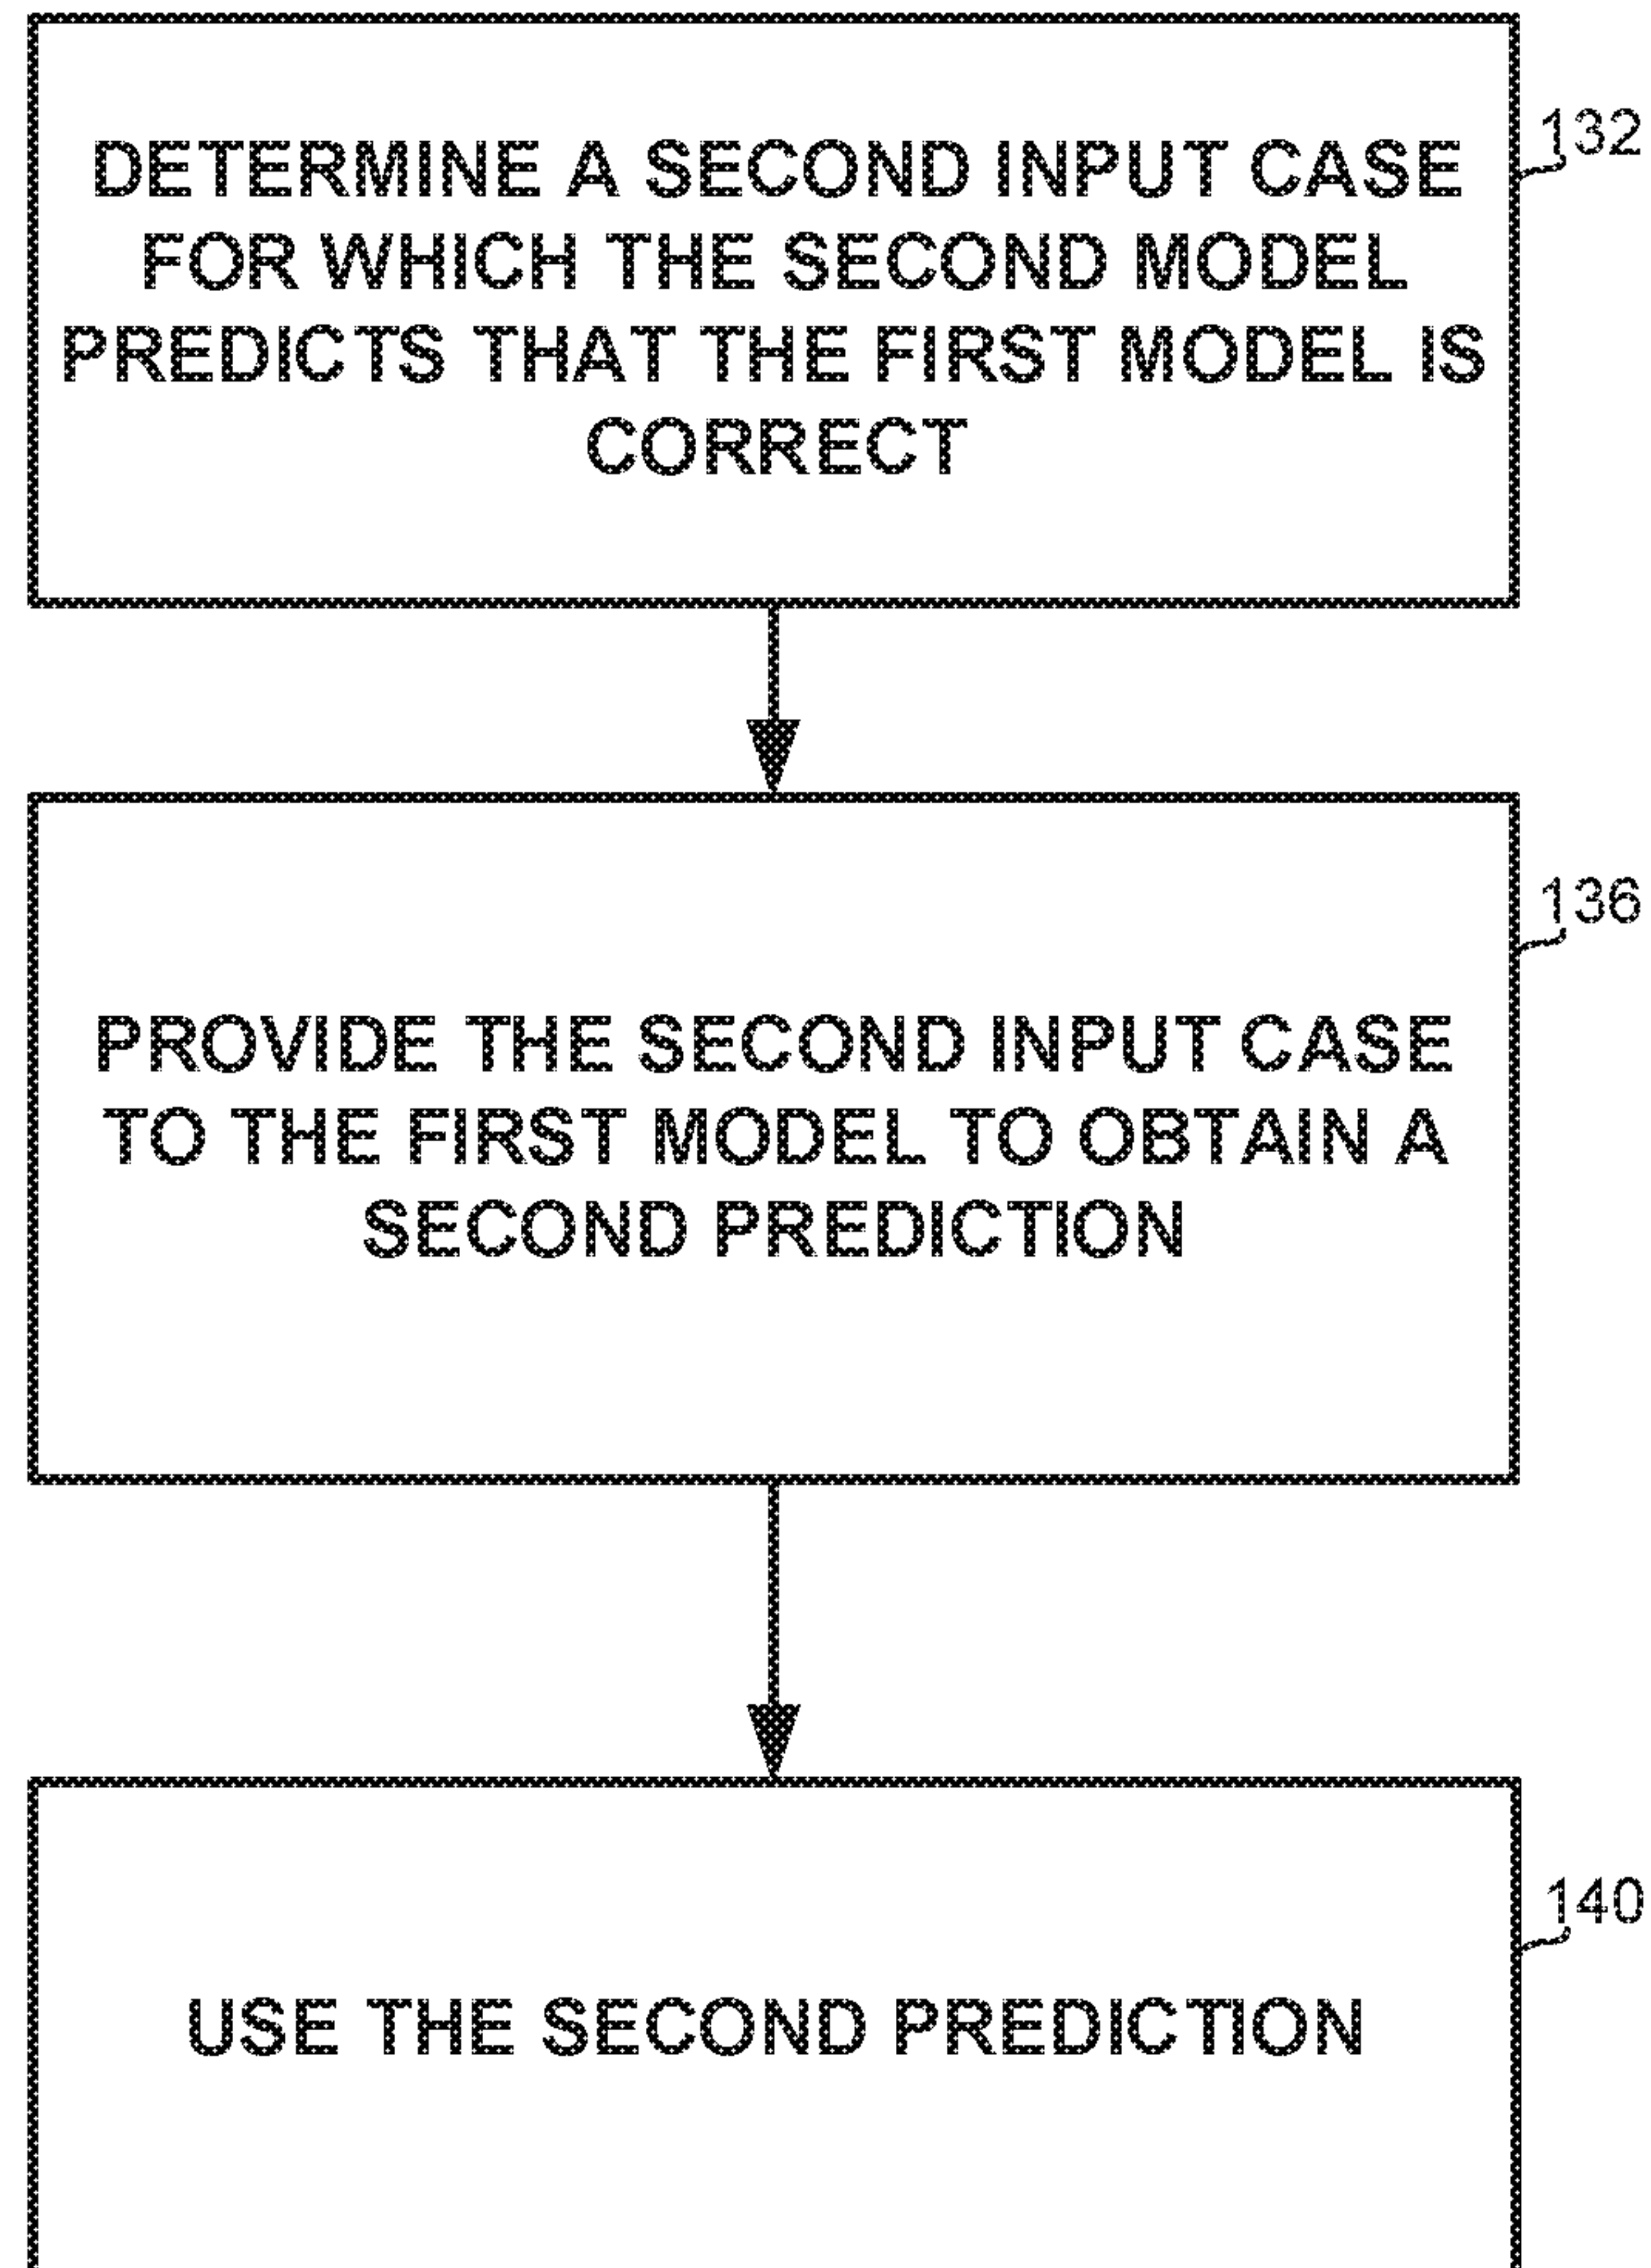 132
DETERMINE A SECOND INPUT CASE
FOR WHICH THE SECOND MODEL
PREDICTS THAT THE FIRST MODEL IS
CORRECT
136
PROVIDE THE SECOND INPUT CASE
TO THE FIRST MODEL TO OBTAIN A
SECOND PREDICTION
140
USE THE SECOND PREDICTION